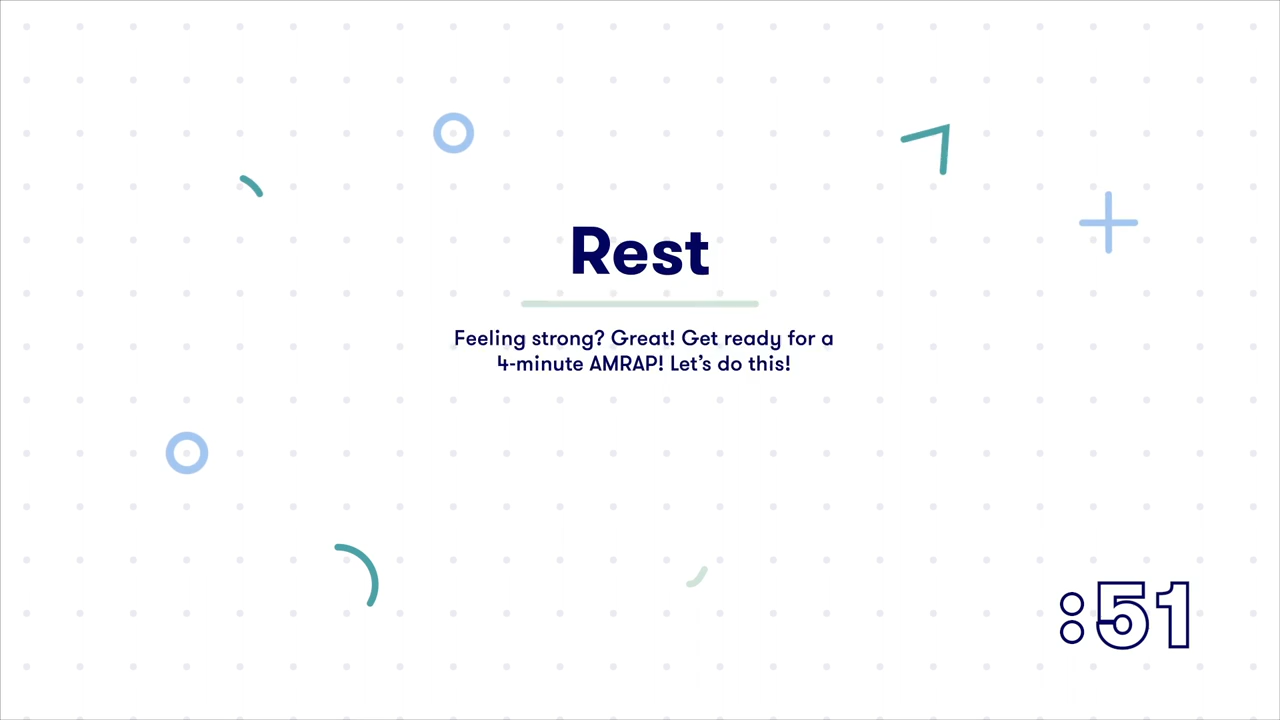 Rest
Feeling strong? Great! Get ready for a
4-minute AMRAP! Let’s do this!
:51